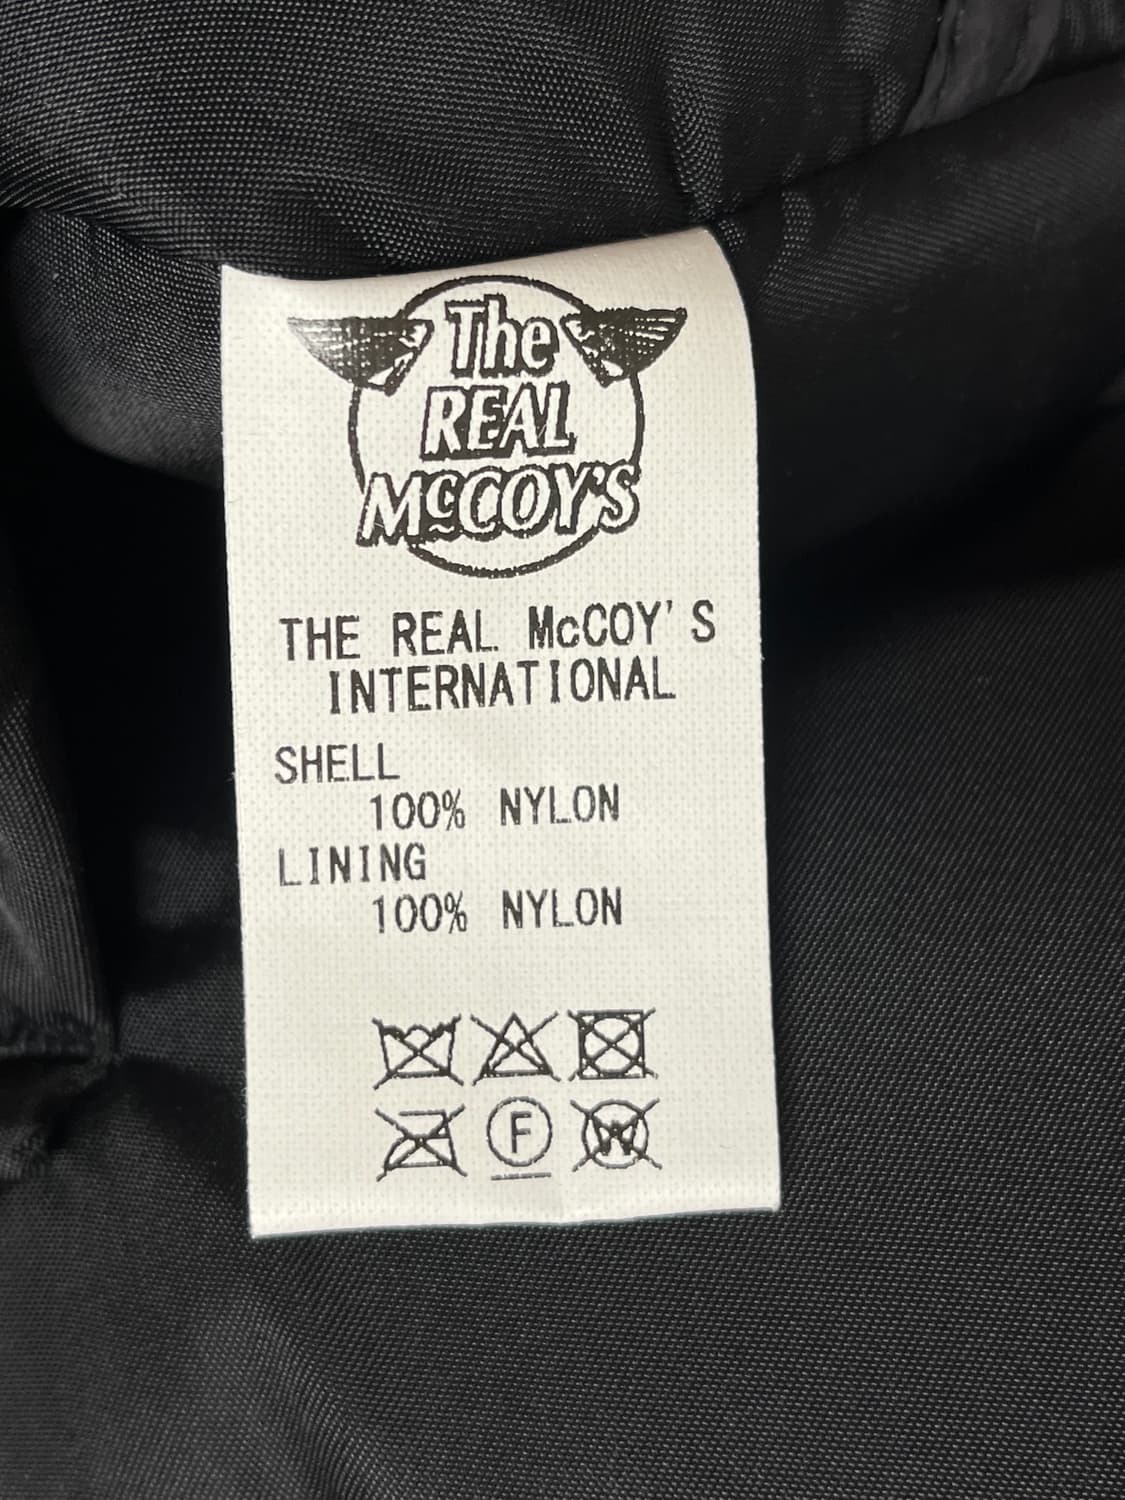 The
REAL
McCOY'S
THE REAL McCOY'S
INTERNATIONAL
SHELL
100% NYLON
LINING
100% NYLON
F
W